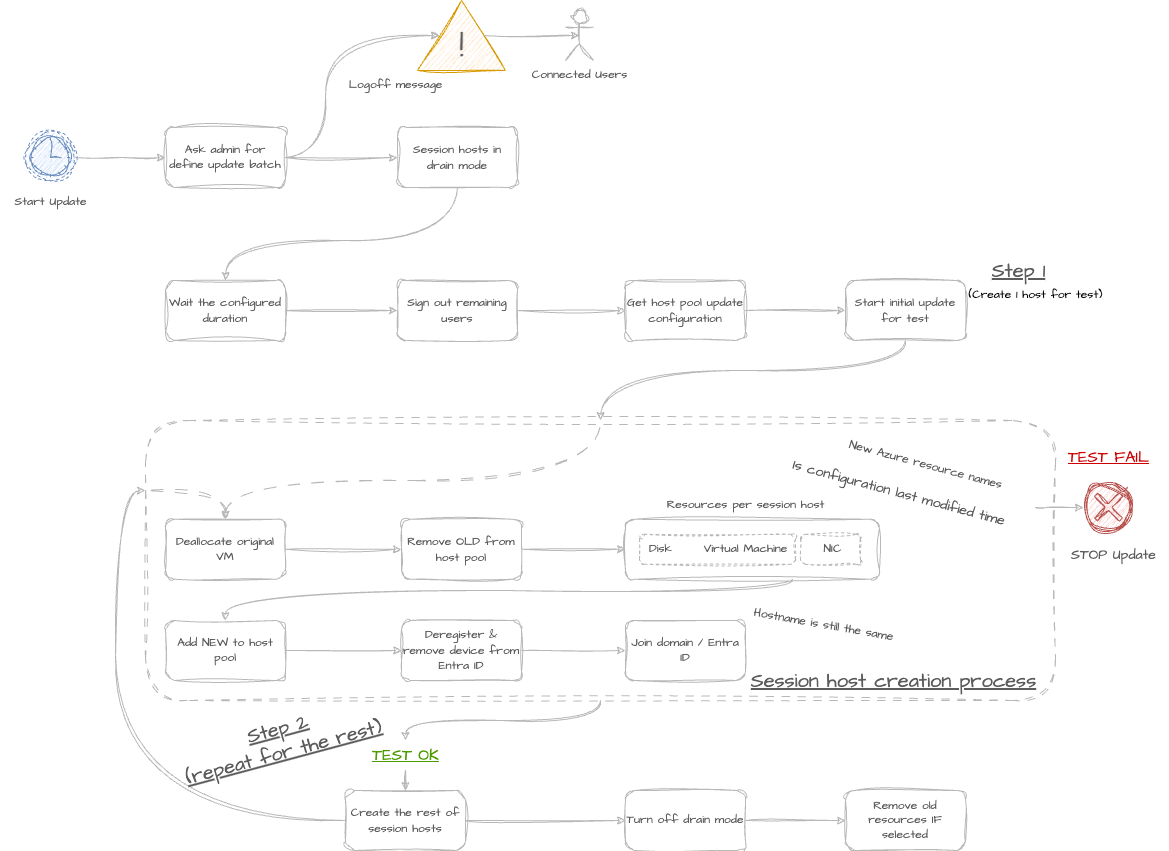 !
Logoff message
Connected Users
Start Update
Ask admin for
define update batch
Session hosts in
drain mode
Wait the configured
duration
Sign out remaining
users
Get host pool update
configuration
Start initial update
for test
Step 1
(Create 1 host for test)
New Azure resource names
Is configuration last modified time
TEST FAIL
STOP Update
Resources per session host
Deallocate original
VM
Remove OLD from
host pool
Disk
Virtual Machine
NIC
Add NEW to host
pool
Deregister &
remove device from
Entra ID
Join domain / Entra
ID
Hostname is still the same
Session host creation process
Step 2
(repeat for the rest)
TEST OK
Create the rest of
session hosts
Turn off drain mode
Remove old
resources IF
selected